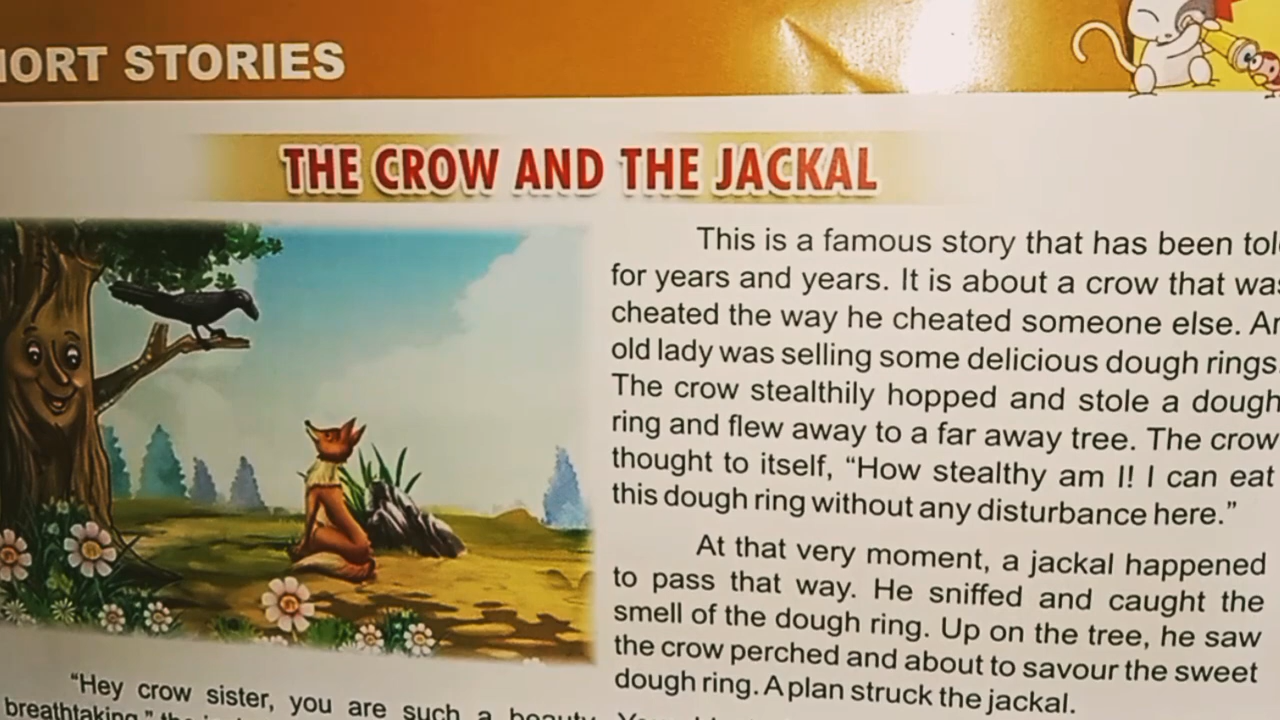 SHORT STORIES
THE CROW AND THE JACKAL
This is a famous story that has been
for years and years. It is about a crow that was
cheated the way he cheated someone else. An
old lady was selling some delicious dough rings.
The crow stealthily hopped and stole a dough
ring and flew away to a far away tree. The crow
thought to itself, “How stealthy am I! I can eat
this dough ring without any disturbance here.”
At that very moment, a jackal happened
to pass that way. He sniffed and caught the
smell of the dough ring. Up on the tree, he saw
the crow perched and about to savour the sweet
dough ring. A plan struck the jackal.
“Hey crow sister, you are such a beauty
breathtaking,”